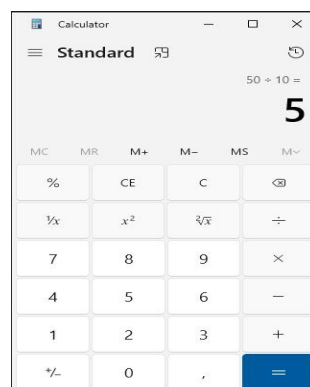 Calculator
Standard
50 ÷ 10 =
5
MC MR M+ M− MS M˅
% CE C
¹/x x² ²√x ÷
7 8 9 ×
4 5 6 −
1 2 3 +
+/− 0 , =